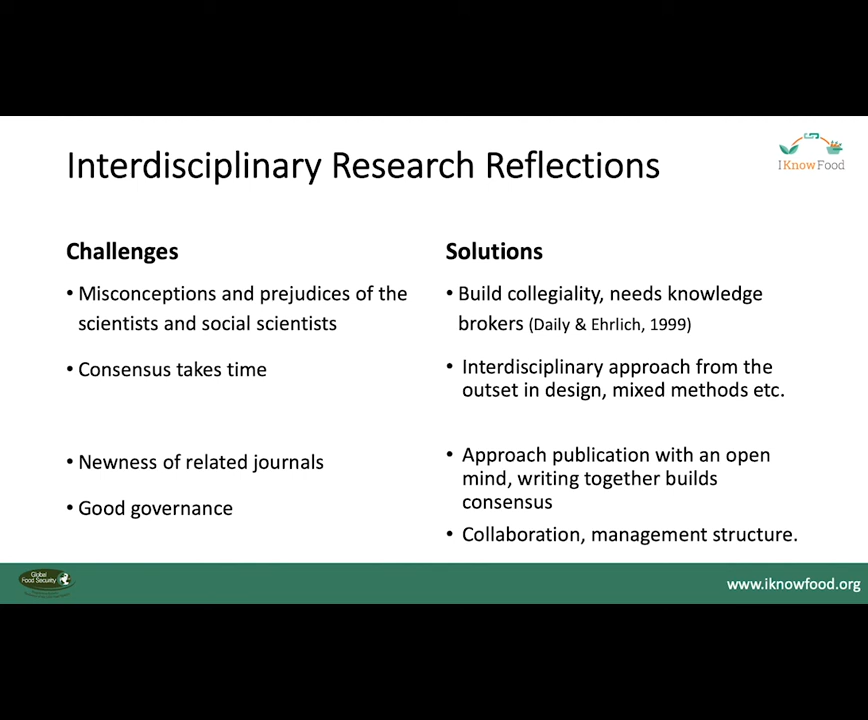 Interdisciplinary Research Reflections
IKnowFood
Challenges
• Misconceptions and prejudices of the
scientists and social scientists
• Consensus takes time
• Newness of related journals
• Good governance
Solutions
• Build collegiality, needs knowledge
brokers (Daily & Ehrlich, 1999)
• Interdisciplinary approach from the
outset in design, mixed methods etc.
• Approach publication with an open
mind, writing together builds
consensus
• Collaboration, management structure.
Global
Food Security
www.iknowfood.org